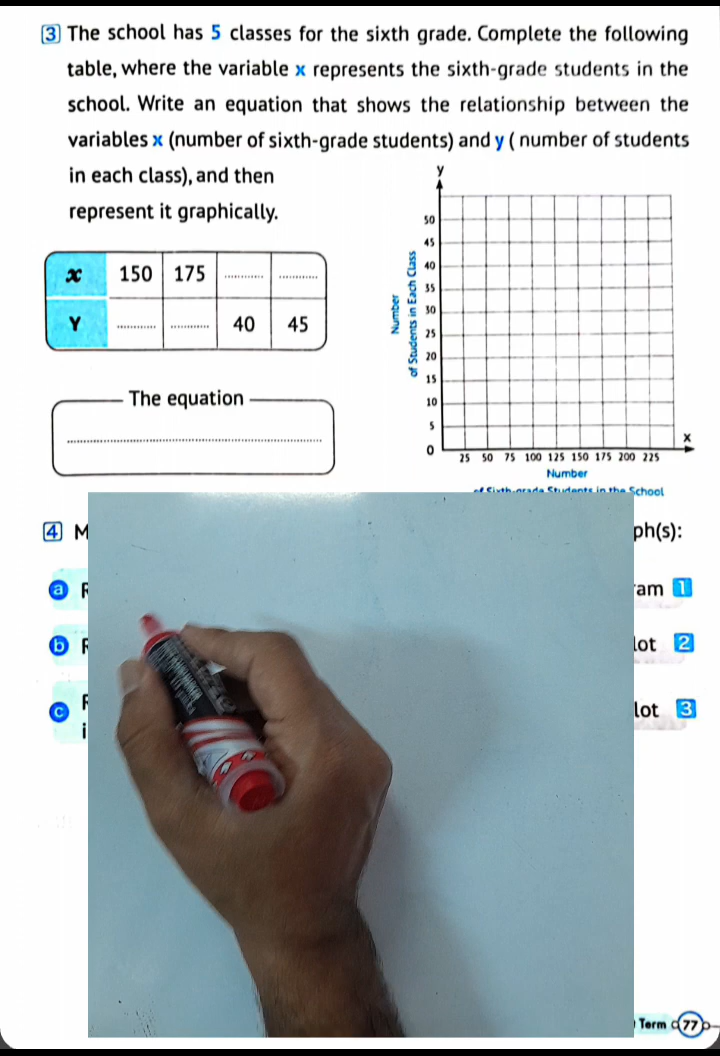 3 The school has 5 classes for the sixth grade. Complete the following
table, where the variable x represents the sixth-grade students in the
school. Write an equation that shows the relationship between the
variables x (number of sixth-grade students) and y ( number of students
in each class), and then
represent it graphically.
x 150 175 ............ ............
Y ............ ............ 40 45
The equation
y
50
45
40
35
30
25
20
15
10
5
0
Number
of Students in Each Class
25 50 75 100 125 150 175 200 225
x
Number
of Sixth-grade Students in the School
4 M
ph(s):
a
am 1
b
lot 2
c
lot 3
i
Term 77